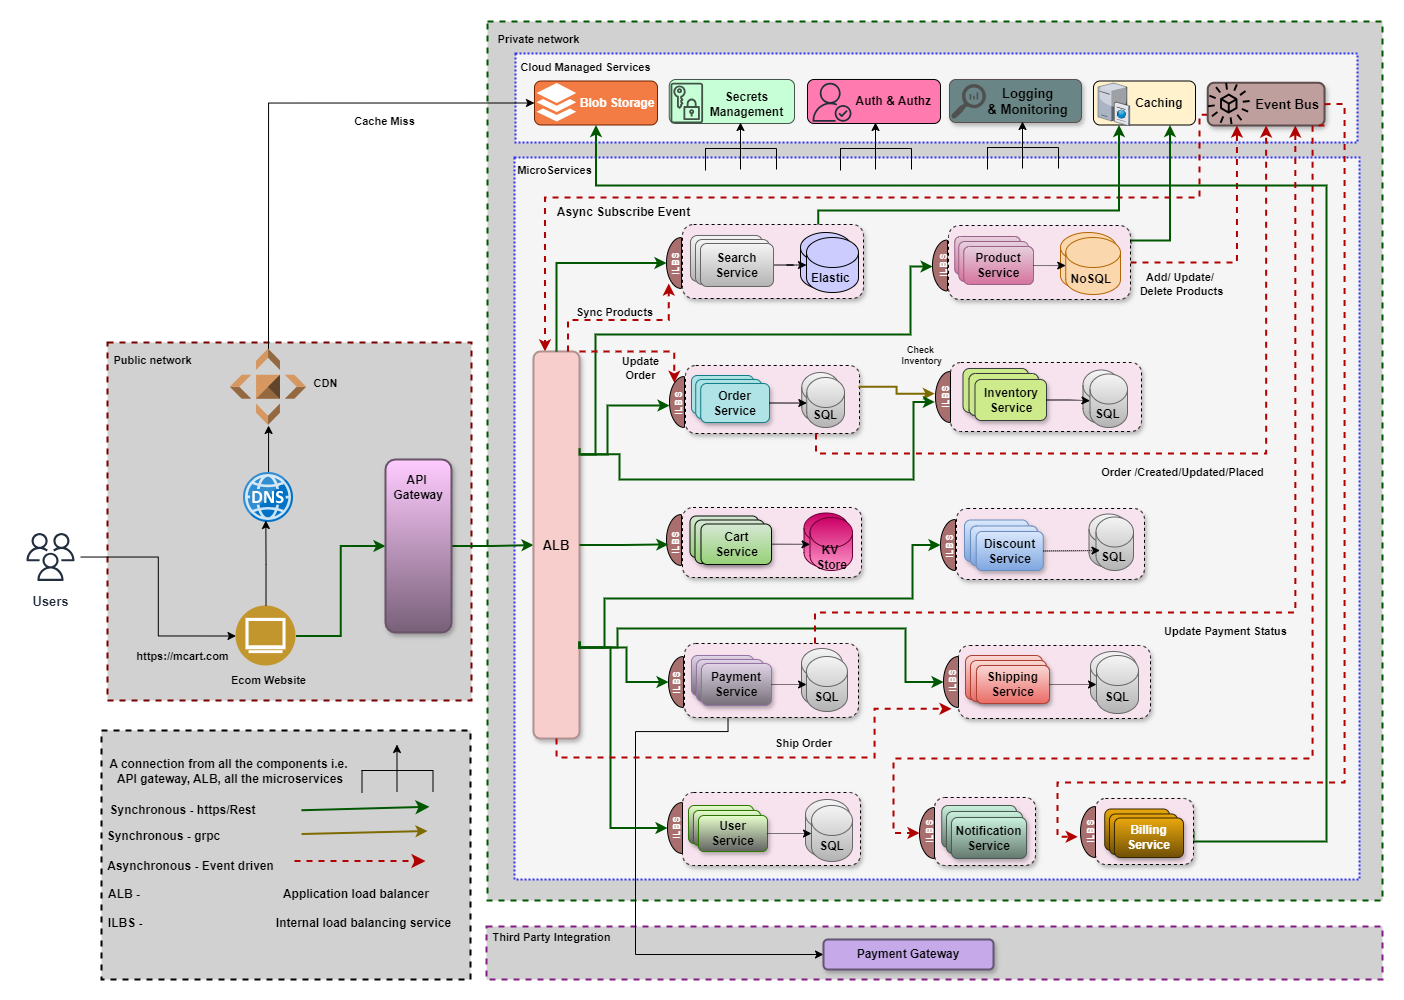 Private network
Cloud Managed Services
Blob Storage
Secrets
Management
Auth & Authz
Logging
& Monitoring
Caching
Event Bus
Cache Miss
MicroServices
Async Subscribe Event
ILBS
Search
Service
Elastic
ILBS
Product
Service
NoSQL
Add/ Update/
Delete Products
Sync Products
Public network
CDN
Update
Order
Check
Inventory
ILBS
Order
Service
SQL
ILBS
Inventory
Service
SQL
Order /Created/Updated/Placed
API
Gateway
DNS
ALB
ILBS
Cart
Service
KV
Store
ILBS
Discount
Service
SQL
Users
https://mcart.com
Ecom Website
Update Payment Status
ILBS
Payment
Service
SQL
ILBS
Shipping
Service
SQL
Ship Order
ILBS
User
Service
SQL
ILBS
Notification
Service
ILBS
Billing
Service
A connection from all the components i.e.
API gateway, ALB, all the microservices
Synchronous - https/Rest
Synchronous - grpc
Asynchronous - Event driven
ALB - Application load balancer
ILBS - Internal load balancing service
Third Party Integration
Payment Gateway